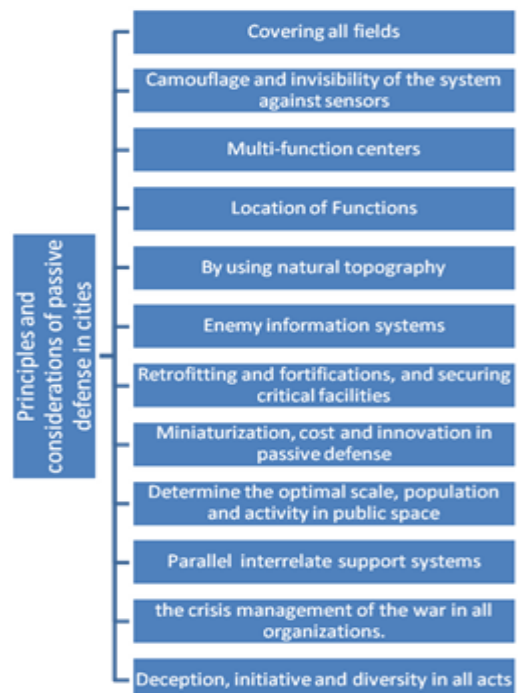 Principles and
considerations of passive
defense in cities
Covering all fields
Camouflage and invisibility of the system
against sensors
Multi-function centers
Location of Functions
By using natural topography
Enemy information systems
Retrofitting and fortifications, and securing
critical facilities
Miniaturization, cost and innovation in
passive defense
Determine the optimal scale, population
and activity in public space
Parallel interrelate support systems
the crisis management of the war in all
organizations.
Deception, initiative and diversity in all acts